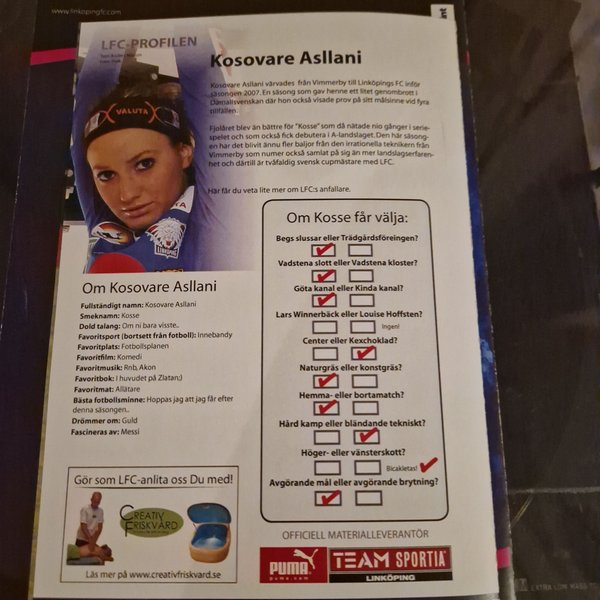 www.linkopingfc.com
LFC-PROFILEN
Kosovare Asllani
Kosovare Asllani värvades från Vimmerby till Linköpings FC inför
säsongen 2007. En säsong som gav henne ett litet genombrott i
Damallsvenskan där hon också visade prov på sitt målsinne vid fyra
tillfällen.
Fjolåret blev än bättre för "Kosse" som då nätade nio gånger i serie-
spelet och som också fick debutera i A-landslaget. Den här säsong-
en har det blivit ännu fler baljor från den irrationella teknikern från
Vimmerby som numer också samlat på sig än mer landslagserfaren-
het och därtill är tvåfaldig svensk cupmästare med LFC.
Här får du veta lite mer om LFC:s anfallare.
VALUTA
LINKÖPING
Om Kosovare Asllani
Fullständigt namn: Kosovare Asllani
Smeknamn: Kosse
Dold talang: Om ni bara visste..
Favoritsport (bortsett från fotboll): Innebandy
Favoritplats: Fotbollsplanen
Favoritfilm: Komedi
Favoritmusik: Rnb, Akon
Favoritbok: I huvudet på Zlatan;)
Favoritmat: Allätare
Bästa fotbollsminne: Hoppas jag att jag får efter
denna säsongen..
Drömmer om: Guld
Fascineras av: Messi
Om Kosse får välja:
Begs slussar eller Trädgårdsföreingen?
Vadstena slott eller Vadstena kloster?
Göta kanal eller Kinda kanal?
Lars Winnerbäck eller Louise Hoffsten?
Ingen!
Center eller Kexchoklad?
Naturgräs eller konstgräs?
Hemma- eller bortamatch?
Hård kamp eller bländande tekniskt?
Höger- eller vänsterskott?
Bicakletas!
Avgörande mål eller avgörande brytning?
Gör som LFC-anlita oss Du med!
CREATIV
FRISKVÅRD
Läs mer på www.creativfriskvard.se
OFFICIELL MATERIALLEVERANTÖR
PUMA
puma.com
TEAM SPORTIA
LINKÖPING